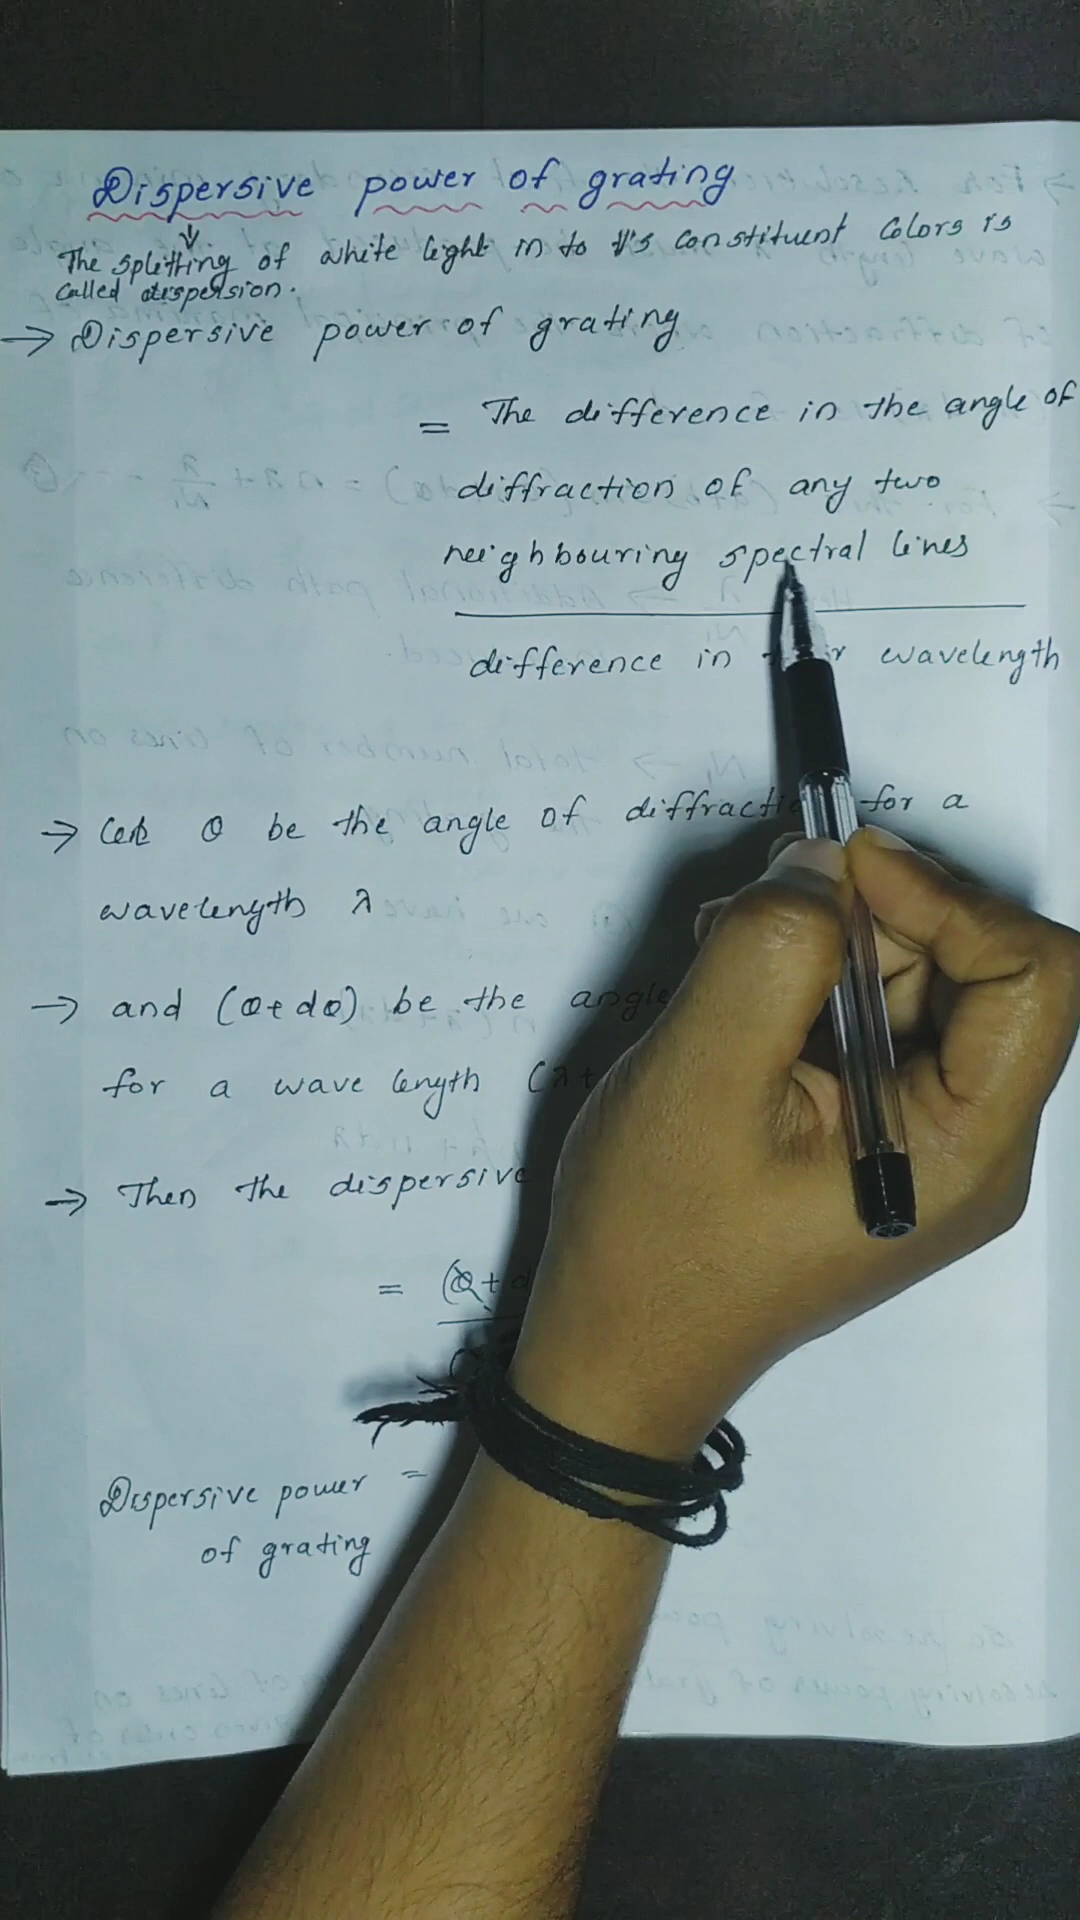 Dispersive power of grating
↓
The splitting of white light in to it's constituent colors is
called dispersion.
→ Dispersive power of grating
= The difference in the angle of
diffraction of any two
neighbouring spectral lines
difference in wavelength
→ Let θ be the angle of diffracti for a
wavelength λ
→ and (θ+dθ) be the angle
for a wave length (λ+
→ Then the dispersive
= (θ+d
Dispersive power =
of grating